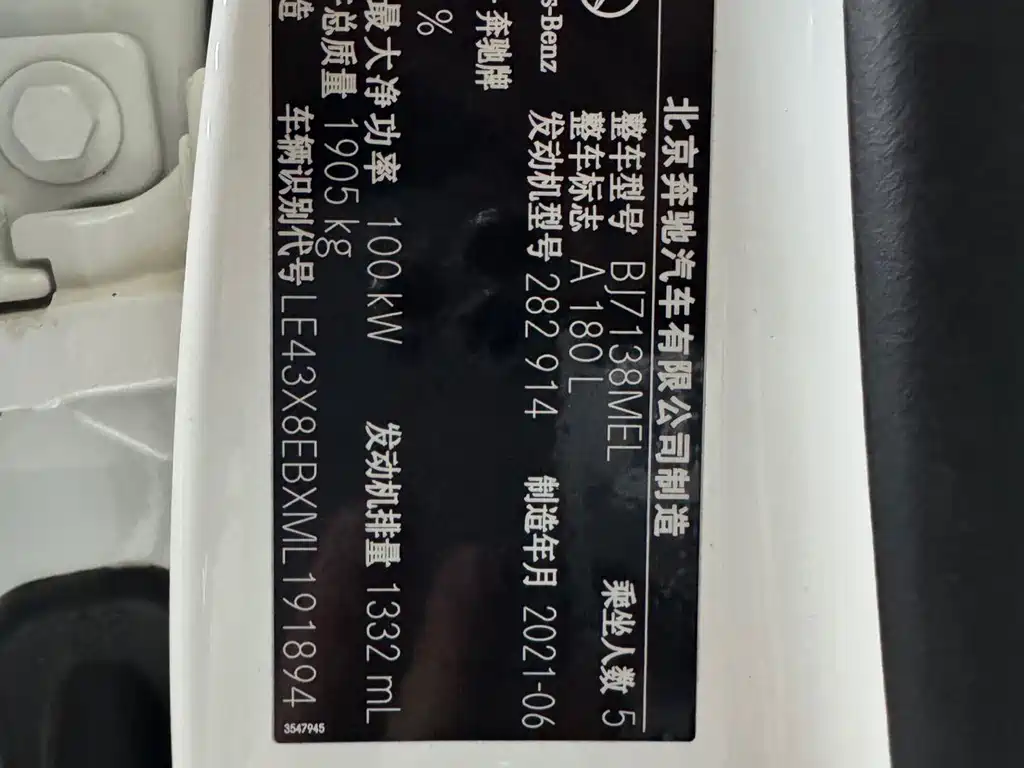 北京奔驰汽车有限公司制造
整车型号 BJ7138MEL 乘坐人数 5
整车标志 A 180 L
发动机型号 282 914 制造年月 2021-06
s-Benz
奔驰牌
%
最大净功率 100 kW 发动机排量 1332 mL
总质量 1905 kg
造
车辆识别代号 LE43X8EBXML191894
3547945